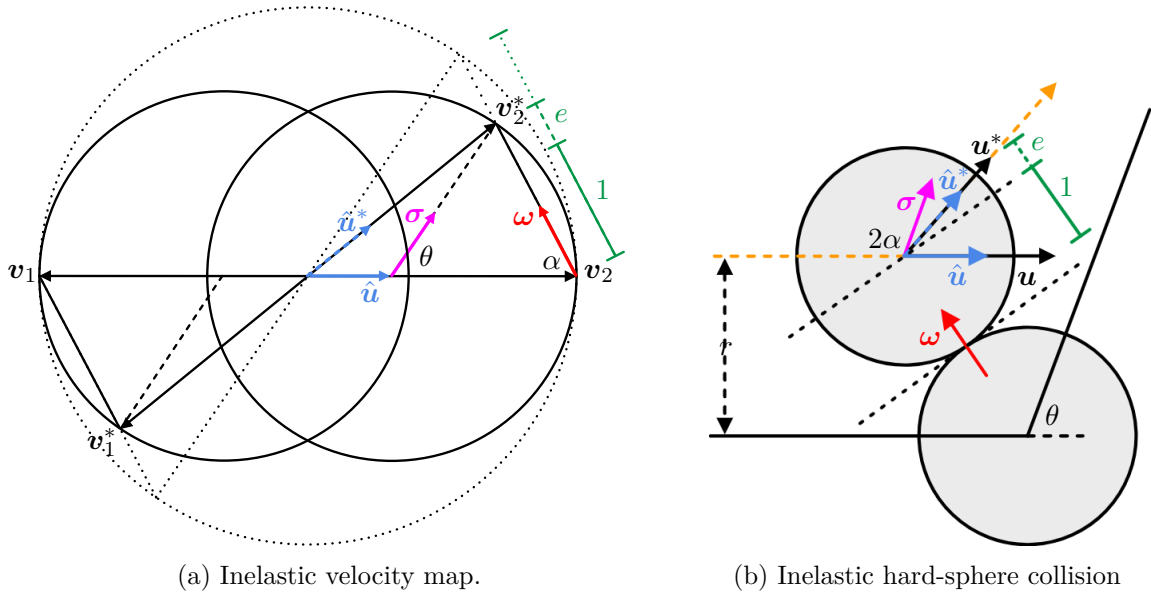 v₂*
e
1
σ
û*
θ
ω
α
v₁
v₂
û
v₁*
(a) Inelastic velocity map.
u*
e
û*
1
σ
2α
û
u
r
ω
θ
(b) Inelastic hard-sphere collision